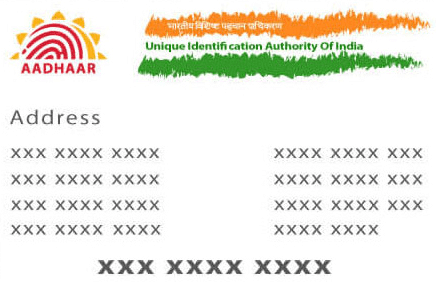 भारतीय विशिष्ट पहचान प्राधिकरण
Unique Identification Authority Of India
AADHAAR
Address
xxx xxxx xxxx xxxx xxxx xxx
xxx xxxx xxxx xxxx xxxx xxx
xxx xxxx xxxx xxxx xxxx xxx
xxx xxx xxxx xxxx xxxx
xxx xxxx xxxx